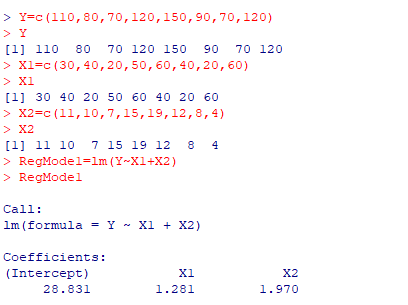 > Y=c(110,80,70,120,150,90,70,120)
> Y
[1] 110  80  70 120 150  90  70 120
> X1=c(30,40,20,50,60,40,20,60)
> X1
[1] 30 40 20 50 60 40 20 60
> X2=c(11,10,7,15,19,12,8,4)
> X2
[1] 11 10  7 15 19 12  8  4
> RegModel=lm(Y~X1+X2)
> RegModel
Call:
lm(formula = Y ~ X1 + X2)
Coefficients:
(Intercept)           X1           X2
     28.831        1.281        1.970